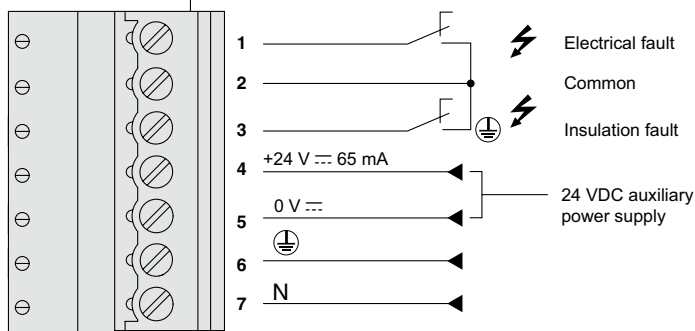 1 Electrical fault
2 Common
3 Insulation fault
4 +24 V ⎓ 65 mA
5 0 V ⎓
24 VDC auxiliary
power supply
6
7 N